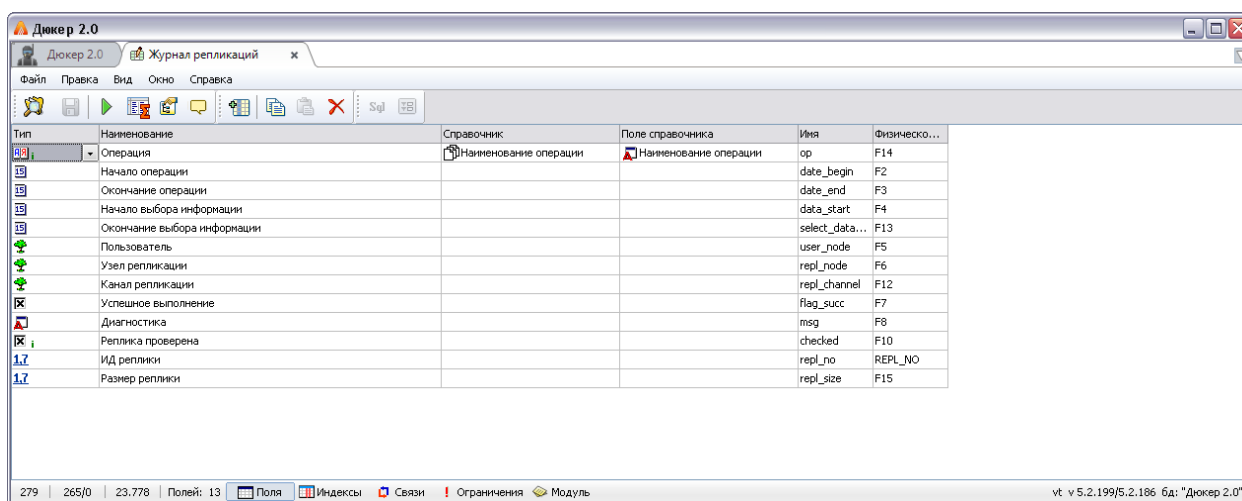 Дюкер 2.0
Дюкер 2.0 Журнал репликаций x
Файл Правка Вид Окно Справка
Sql
Тип Наименование Справочник Поле справочника Имя Физическо...
Операция Наименование операции Наименование операции op F14
15 Начало операции date_begin F2
15 Окончание операции date_end F3
15 Начало выбора информации data_start F4
15 Окончание выбора информации select_data... F13
Пользователь user_node F5
Узел репликации repl_node F6
Канал репликации repl_channel F12
Успешное выполнение flag_succ F7
Диагностика msg F8
Реплика проверена checked F10
1,7 ИД реплики repl_no REPL_NO
1,7 Размер реплики repl_size F15
279 265/0 23.778 Полей: 13 Поля Индексы Связи Ограничения Модуль vt v 5.2.199/5.2.186 бд: "Дюкер 2.0"